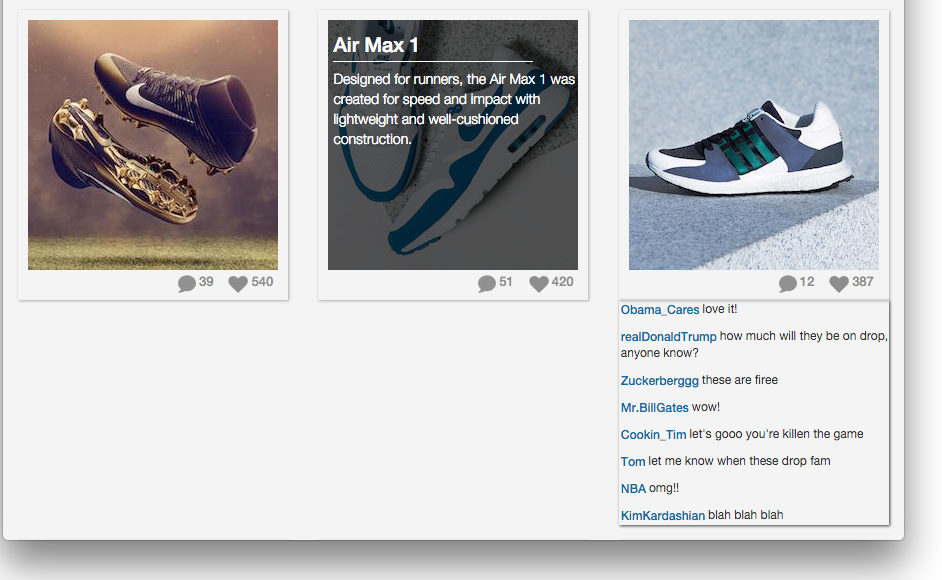 Air Max 1
Designed for runners, the Air Max 1 was
created for speed and impact with
lightweight and well-cushioned
construction.
39 540
51 420
12 387
Obama_Cares love it!
realDonaldTrump how much will they be on drop,
anyone know?
Zuckerberggg these are firee
Mr.BillGates wow!
Cookin_Tim let's gooo you're killen the game
Tom let me know when these drop fam
NBA omg!!
KimKardashian blah blah blah